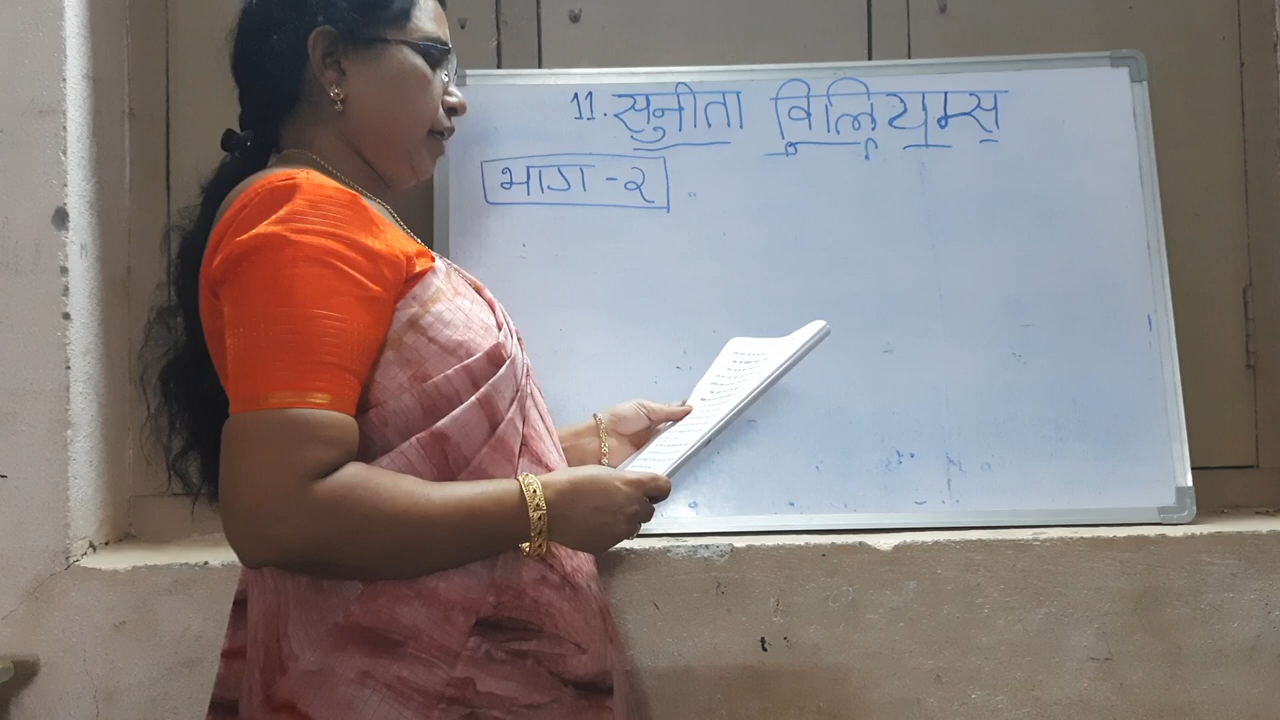 11. सुनीता विलियम्स
भाग - २